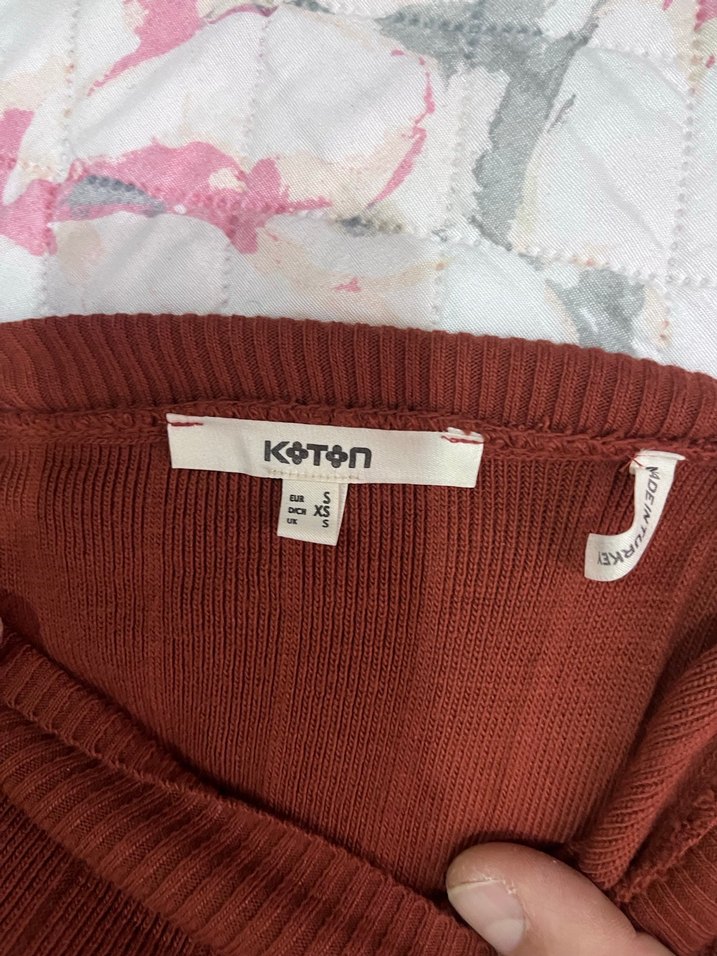 KOTON
EUR S
D/CH XS
UK S
MADE IN TURKEY